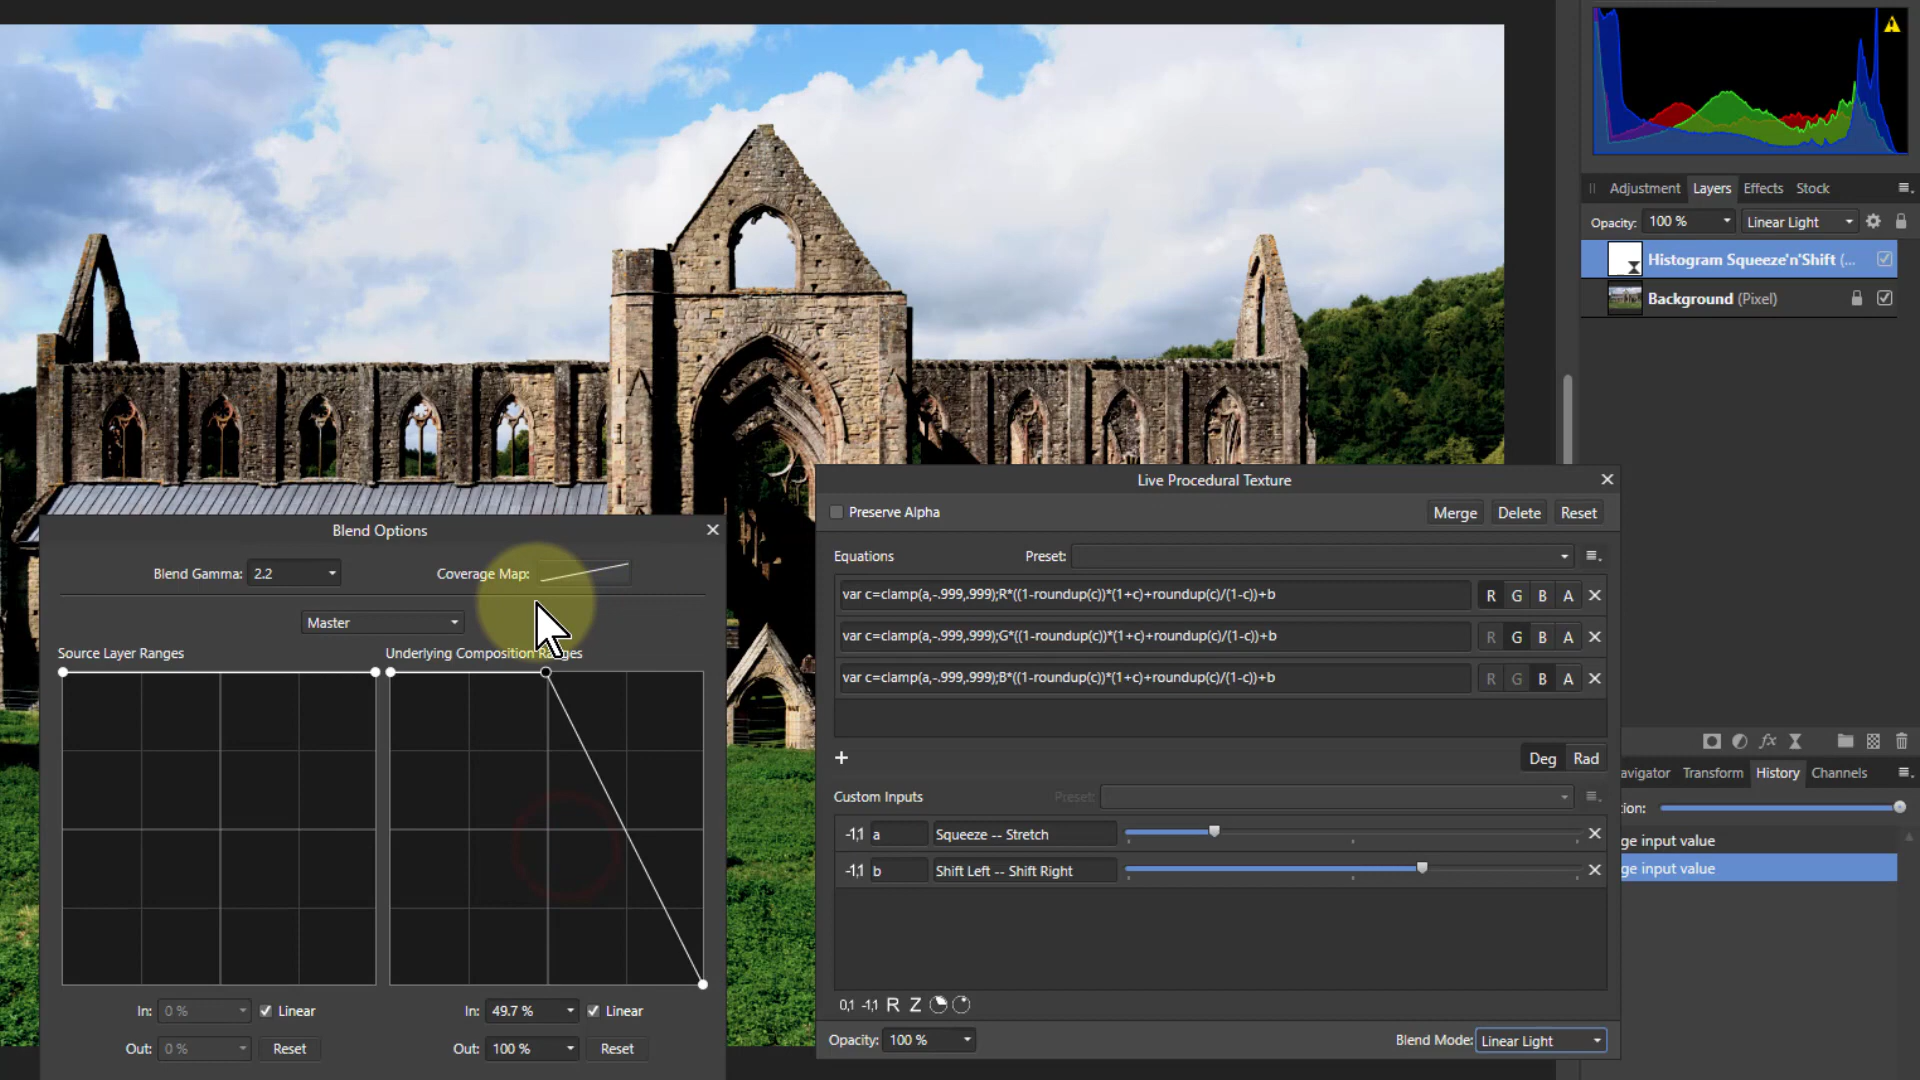 Adjustment Layers Effects Stock
Opacity: 100 % Linear Light
Histogram Squeeze'n'Shift (...
Background (Pixel)
Live Procedural Texture
Preserve Alpha Merge Delete Reset
Equations Preset:
var c=clamp(a,-.999,.999);R*((1-roundup(c))*(1+c)+roundup(c)/(1-c))+b R G B A
var c=clamp(a,-.999,.999);G*((1-roundup(c))*(1+c)+roundup(c)/(1-c))+b R G B A
var c=clamp(a,-.999,.999);B*((1-roundup(c))*(1+c)+roundup(c)/(1-c))+b R G B A
Deg Rad
Custom Inputs Preset:
-1,1 a Squeeze -- Stretch
-1,1 b Shift Left -- Shift Right
0,1 -1,1 R Z
Opacity: 100 % Blend Mode: Linear Light
Blend Options
Blend Gamma: 2.2 Coverage Map:
Master
Source Layer Ranges Underlying Composition Ranges
In: 0 % Linear In: 49.7 % Linear
Out: 0 % Reset Out: 100 % Reset
fx
avigator Transform History Channels
ion:
ge input value
ge input value